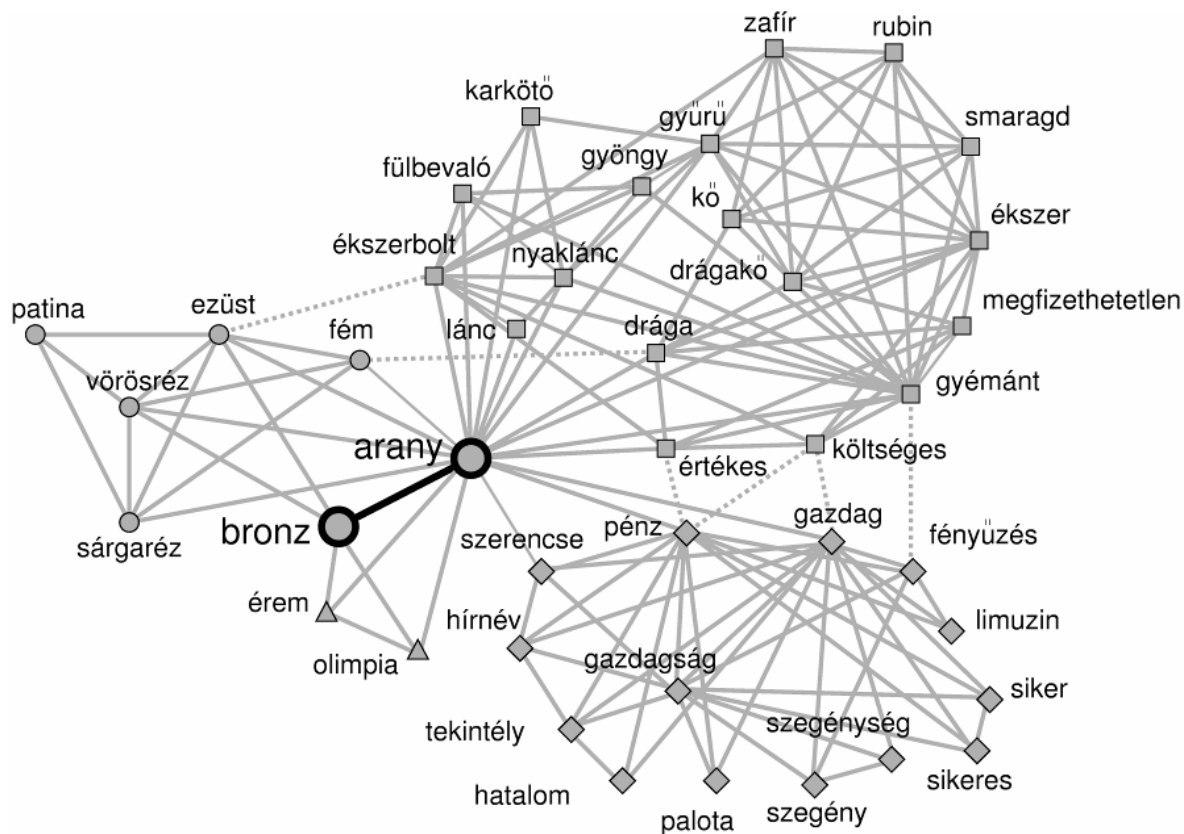 zafír
rubin
karkötő
gyűrű
smaragd
fülbevaló
gyöngy
kő
ékszer
ékszerbolt
nyaklánc
drágakő
megfizethetetlen
patina
ezüst
fém
lánc
drága
vörösréz
gyémánt
arany
értékes
költséges
sárgaréz
bronz
szerencse
pénz
gazdag
fényűzés
érem
hírnév
limuzin
olimpia
gazdagság
siker
tekintély
szegénység
sikeres
hatalom
palota
szegény